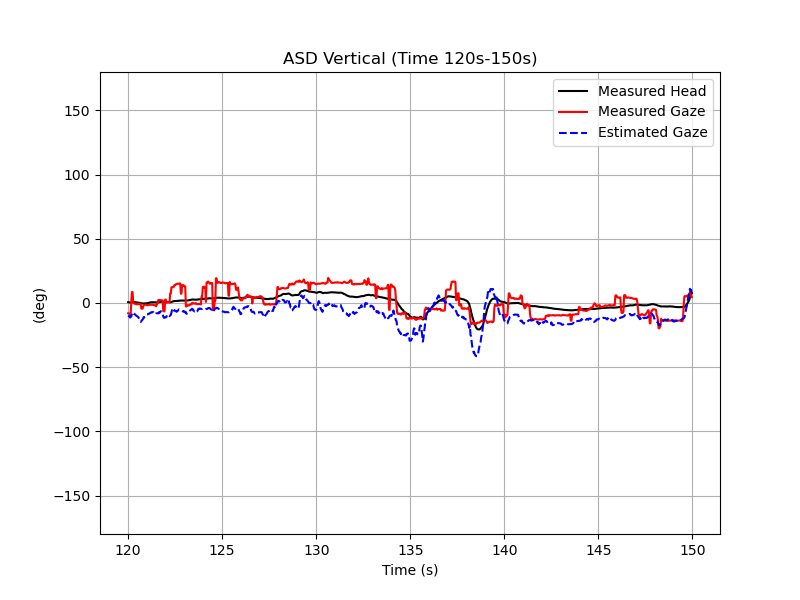 ASD Vertical (Time 120s-150s)
Measured Head
Measured Gaze
Estimated Gaze
150
100
50
0
−50
−100
−150
(deg)
120
125
130
135
140
145
150
Time (s)